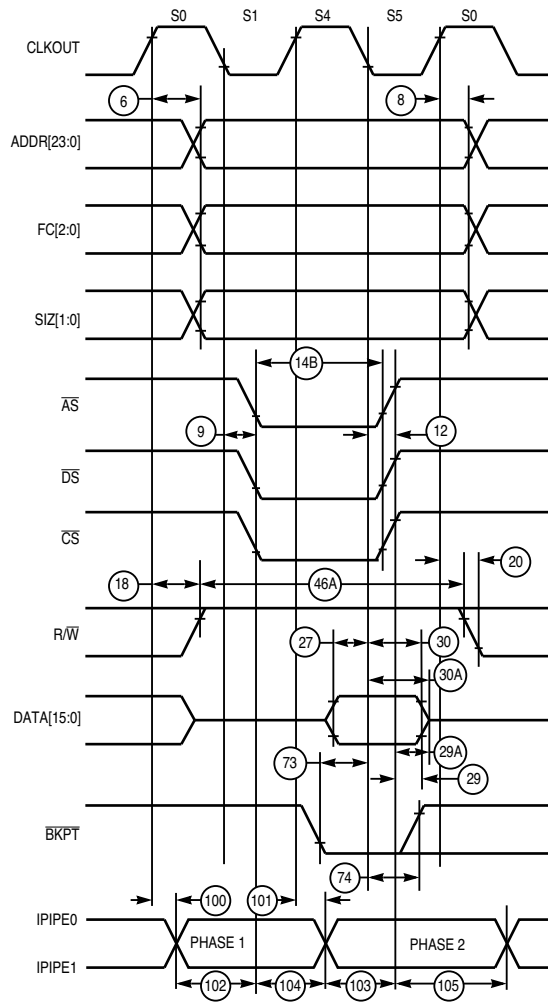 S0 S1 S4 S5 S0
CLKOUT
6 8
ADDR[23:0]
FC[2:0]
SIZ[1:0]
14B
AS
9 12
DS
CS
20
18 46A
R/W
27 30
30A
DATA[15:0]
29A
73 29
BKPT
74
100 101
IPIPE0
PHASE 1 PHASE 2
IPIPE1
102 104 103 105